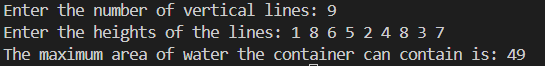 Enter the number of vertical lines: 9
Enter the heights of the lines: 1 8 6 5 2 4 8 3 7
The maximum area of water the container can contain is: 49